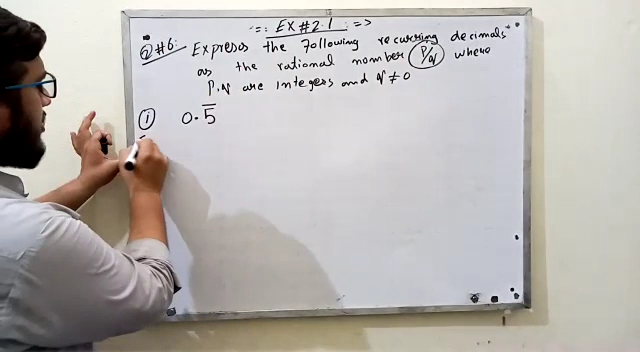 -=: EX #2.1 :=>
Q#6: Express the following recurring decimals
as the rational number P/q where
P,q are integers and q ≠ 0
(i) 0.5̅